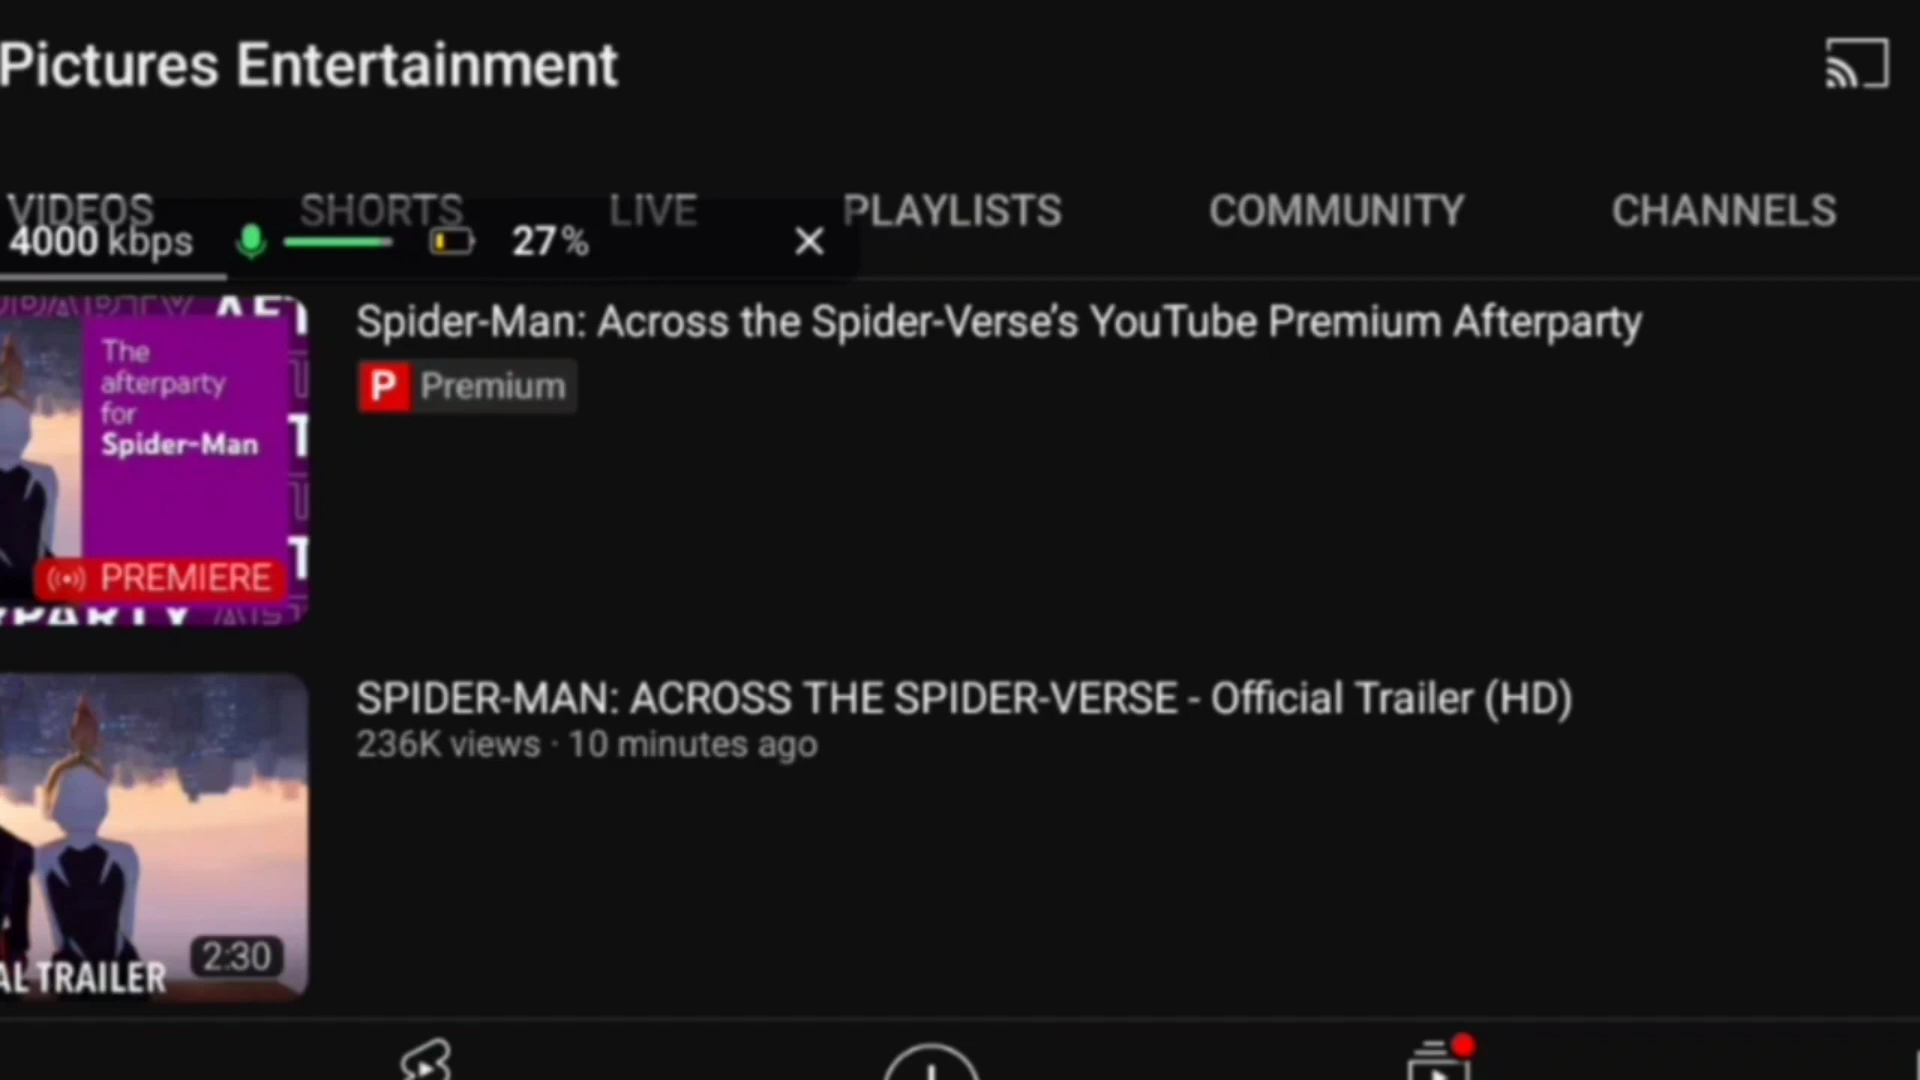 Pictures Entertainment
VIDEOS SHORTS LIVE PLAYLISTS COMMUNITY CHANNELS
4000 kbps 27%
Spider-Man: Across the Spider-Verse’s YouTube Premium Afterparty
P Premium
The
afterparty
for
Spider-Man
PREMIERE
SPIDER-MAN: ACROSS THE SPIDER-VERSE - Official Trailer (HD)
236K views · 10 minutes ago
2:30
TRAILER